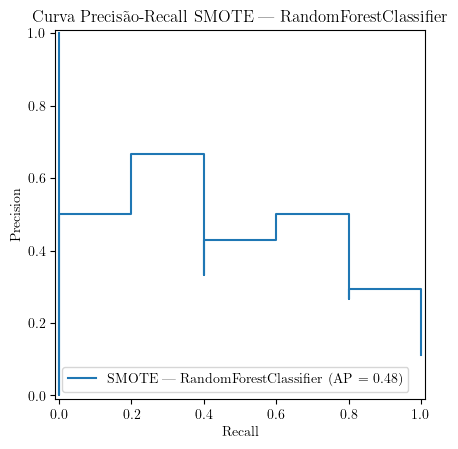 Curva Precisão-Recall SMOTE — RandomForestClassifier
1.0
0.8
0.6
0.4
0.2
0.0
Precision
SMOTE — RandomForestClassifier (AP = 0.48)
0.0 0.2 0.4 0.6 0.8 1.0
Recall